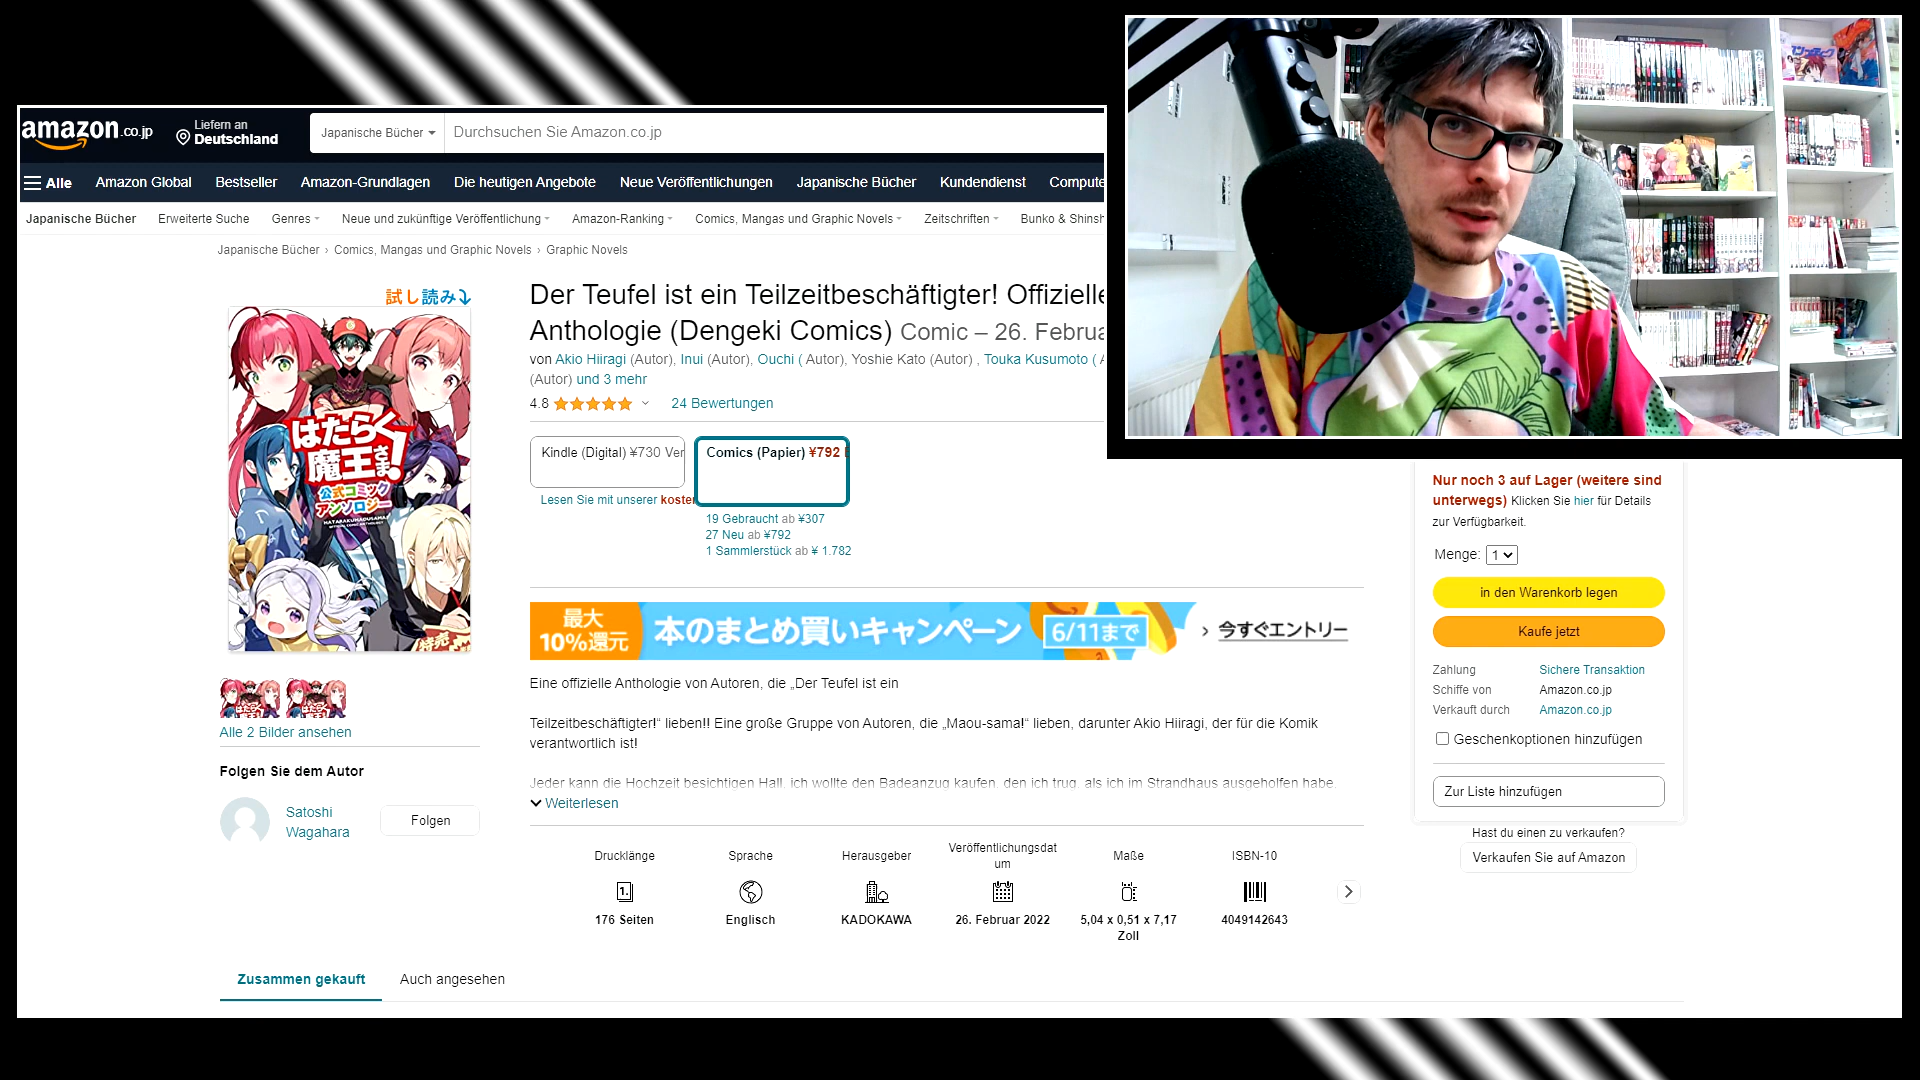 amazon.co.jp
Liefern an
Deutschland
Japanische Bücher
Durchsuchen Sie Amazon.co.jp
Alle
Amazon Global
Bestseller
Amazon-Grundlagen
Die heutigen Angebote
Neue Veröffentlichungen
Japanische Bücher
Kundendienst
Compute
Japanische Bücher
Erweiterte Suche
Genres
Neue und zukünftige Veröffentlichung
Amazon-Ranking
Comics, Mangas und Graphic Novels
Zeitschriften
Bunko & Shinsh
Japanische Bücher › Comics, Mangas und Graphic Novels › Graphic Novels
試し読み
はたらく
魔王さま!
公式コミック
アンソロジー
HATARAKUMAOUSAMA!
OFFICIAL COMIC ANTHOLOGY
特売
Alle 2 Bilder ansehen
Folgen Sie dem Autor
Satoshi
Wagahara
Folgen
Der Teufel ist ein Teilzeitbeschäftigter! Offizielle
Anthologie (Dengeki Comics) Comic – 26. Februa
von Akio Hiiragi (Autor), Inui (Autor), Ouchi ( Autor), Yoshie Kato (Autor) , Touka Kusumoto ( A
(Autor) und 3 mehr
4.8
24 Bewertungen
Kindle (Digital) ¥730 Ver
Lesen Sie mit unserer koster
Comics (Papier) ¥792
19 Gebraucht ab ¥307
27 Neu ab ¥792
1 Sammlerstück ab ¥ 1.782
最大
10%還元
本のまとめ買いキャンペーン
6/11まで
› 今すぐエントリー
Eine offizielle Anthologie von Autoren, die „Der Teufel ist ein
Teilzeitbeschäftigter!“ lieben!! Eine große Gruppe von Autoren, die „Maou-sama!“ lieben, darunter Akio Hiiragi, der für die Komik
verantwortlich ist!
Jeder kann die Hochzeit besichtigen Hall, ich wollte den Badeanzug kaufen, den ich trug, als ich im Strandhaus ausgeholfen habe.
Weiterlesen
Drucklänge
1.
176 Seiten
Sprache
Englisch
Herausgeber
KADOKAWA
Veröffentlichungsdat
um
26. Februar 2022
Maße
5,04 x 0,51 x 7,17
Zoll
ISBN-10
4049142643
Nur noch 3 auf Lager (weitere sind
unterwegs) Klicken Sie hier für Details
zur Verfügbarkeit.
Menge: 1
in den Warenkorb legen
Kaufe jetzt
Zahlung Sichere Transaktion
Schiffe von Amazon.co.jp
Verkauft durch Amazon.co.jp
Geschenkoptionen hinzufügen
Zur Liste hinzufügen
Hast du einen zu verkaufen?
Verkaufen Sie auf Amazon
Zusammen gekauft
Auch angesehen